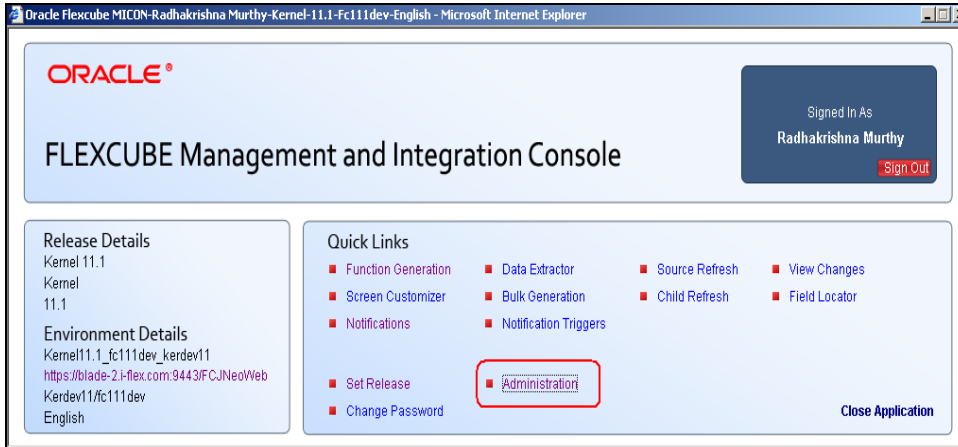 Oracle Flexcube MICON-Radhakrishna Murthy-Kernel-11.1-Fc111dev-English - Microsoft Internet Explorer
ORACLE®
FLEXCUBE Management and Integration Console
Signed In As
Radhakrishna Murthy
Sign Out
Release Details
Kernel 11.1
Kernel
11.1
Environment Details
Kernel11.1_fc111dev_kerdev11
https://blade-2.i-flex.com:9443/FCJNeoWeb
Kerdev11/fc111dev
English
Quick Links
Function Generation Data Extractor Source Refresh View Changes
Screen Customizer Bulk Generation Child Refresh Field Locator
Notifications Notification Triggers
Set Release Administration
Change Password Close Application